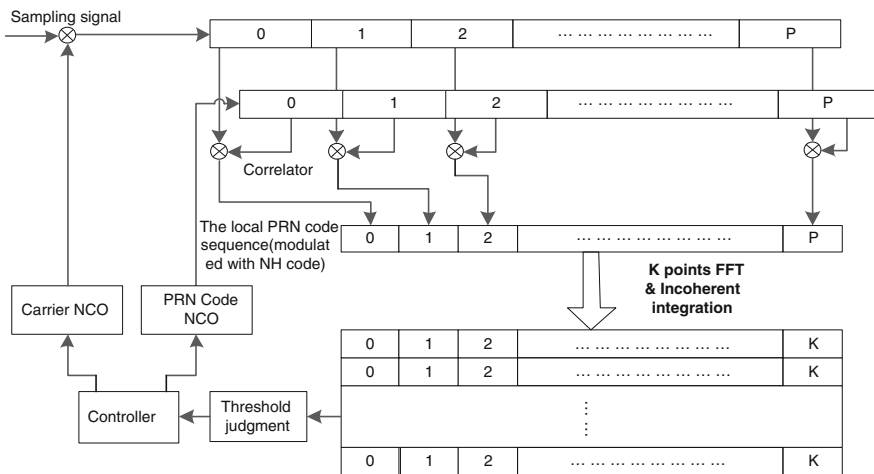 Sampling signal
0 1 2 … … … … … … … P
0 1 2 … … … … … … … P
Correlator
The local PRN code
sequence(modulat
ed with NH code)
0 1 2 … … … … … … … P
K points FFT
& Incoherent
integration
Carrier NCO
PRN Code
NCO
0 1 2 … … … … … … … K
0 1 2 … … … … … … … K
Controller
Threshold
judgment
0 1 2 … … … … … … … K